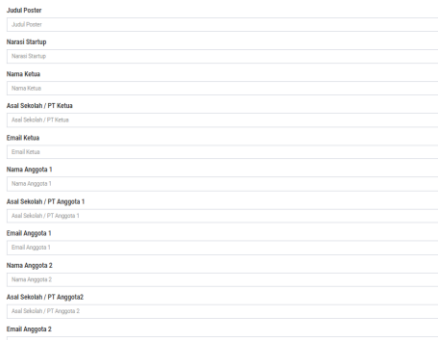 Judul Poster
Judul Poster
Narasi Startup
Narasi Startup
Nama Ketua
Nama Ketua
Asal Sekolah / PT Ketua
Asal Sekolah / PT Ketua
Email Ketua
Email Ketua
Nama Anggota 1
Nama Anggota 1
Asal Sekolah / PT Anggota 1
Asal Sekolah / PT Anggota 1
Email Anggota 1
Email Anggota 1
Nama Anggota 2
Nama Anggota 2
Asal Sekolah / PT Anggota2
Asal Sekolah / PT Anggota 2
Email Anggota 2